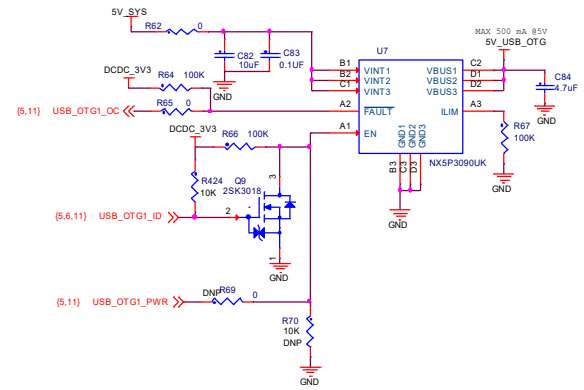 5V_SYS
R62 0
MAX 500 mA @5V
5V_USB_OTG
C82
10uF
C83
0.1UF
U7
DCDC_3V3
R64 100K
GND
B1
B2
C1
VINT1
VINT2
VINT3
VBUS1
VBUS2
VBUS3
C2
D1
D2
C84
4.7uF
GND
{5,11} USB_OTG1_OC
R65 0
A2
FAULT
ILIM
A3
A1
EN
R67
100K
DCDC_3V3
R66 100K
GND1
GND2
GND3
B3
C3
D3
NX5P3090UK
GND
GND
R424
10K
Q9
2SK3018
3
2
1
{5,6,11} USB_OTG1_ID
GND
{5,11} USB_OTG1_PWR
DNP R69 0
R70
10K
DNP
GND